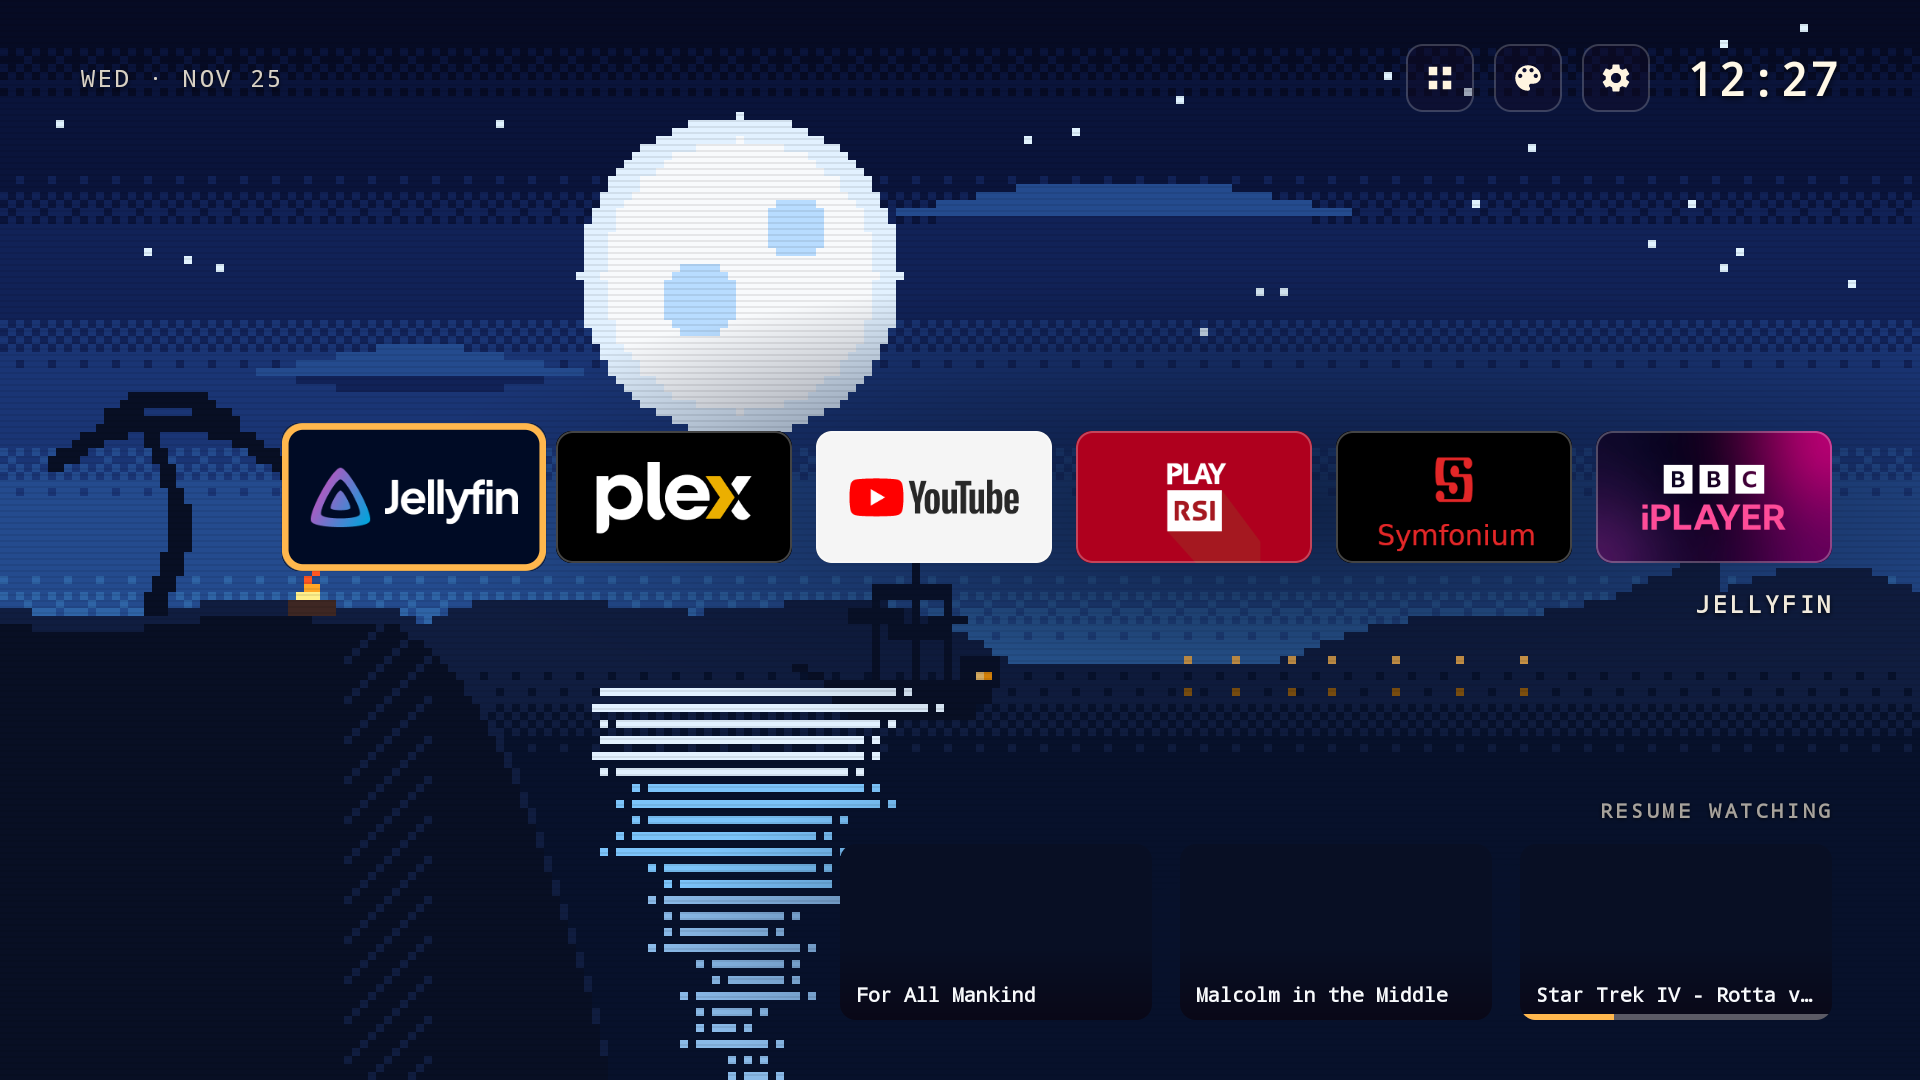 WED · NOV 25
12:27
Jellyfin
plex
YouTube
PLAY
RSI
Symfonium
BBC
iPLAYER
JELLYFIN
RESUME WATCHING
For All Mankind
Malcolm in the Middle
Star Trek IV - Rotta v…